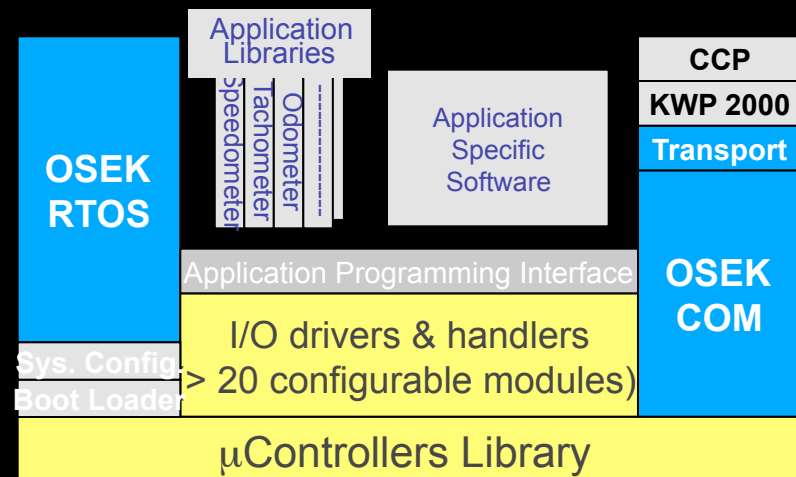 Application
Libraries
Speedometer
Tachometer
Odometer
------------
OSEK
RTOS
Application
Specific
Software
CCP
KWP 2000
Transport
OSEK
COM
Application Programming Interface
I/O drivers & handlers
> 20 configurable modules)
Sys. Config.
Boot Loader
µControllers Library